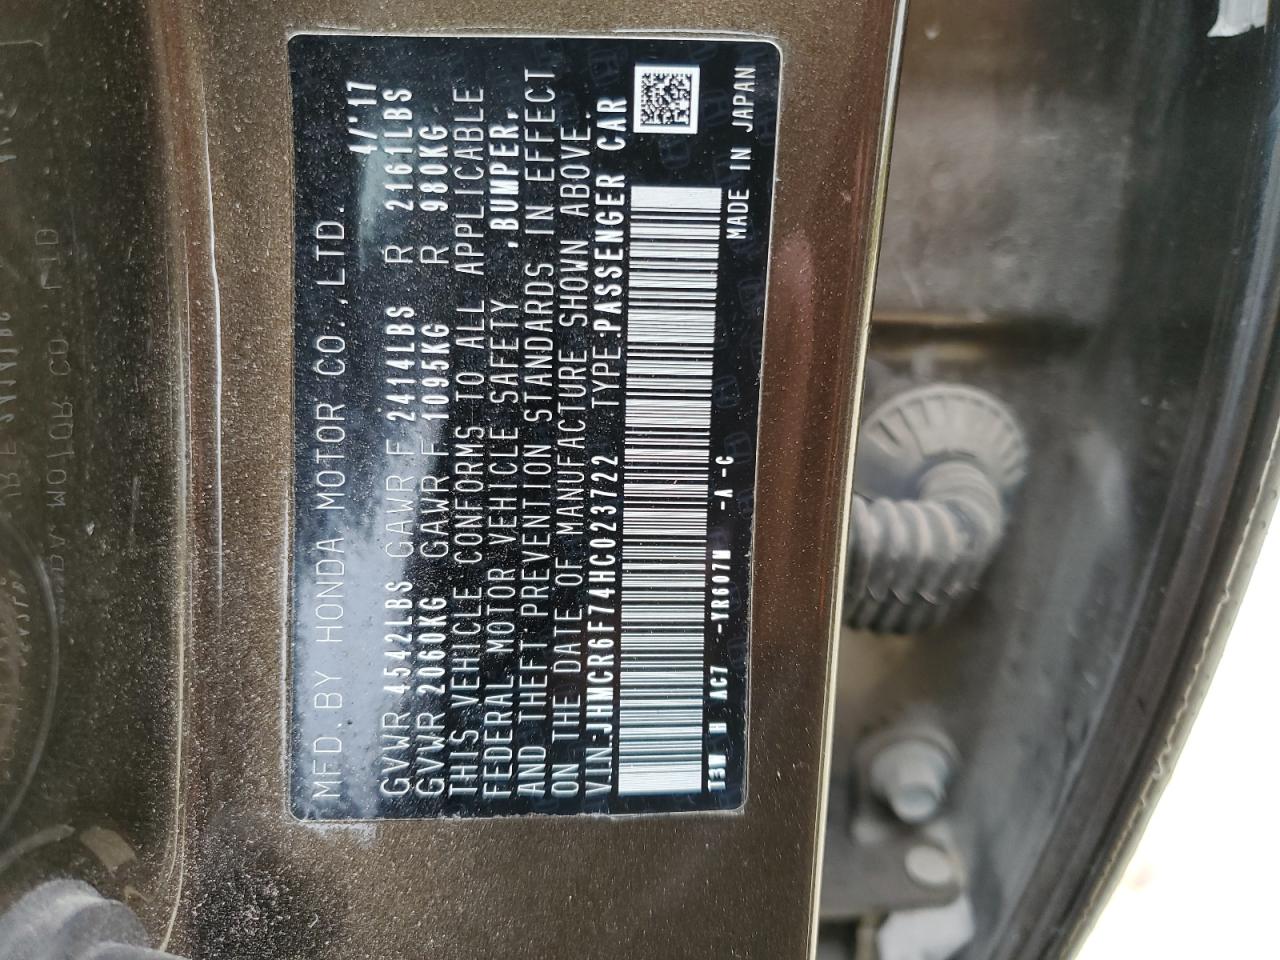 MFD. BY HONDA MOTOR CO., LTD. 4/'17
GVWR 4542LBS GAWR F 2414LBS R 2161LBS
GVWR 2060KG GAWR F 1095KG R 980KG
THIS VEHICLE CONFORMS TO ALL APPLICABLE
FEDERAL MOTOR VEHICLE SAFETY ,BUMPER,
AND THEFT PREVENTION STANDARDS IN EFFECT
ON THE DATE OF MANUFACTURE SHOWN ABOVE.
VIN:JHMCR6F74HC023722 TYPE:PASSENGER CAR
AC7 -YR607M -A -C MADE IN JAPAN